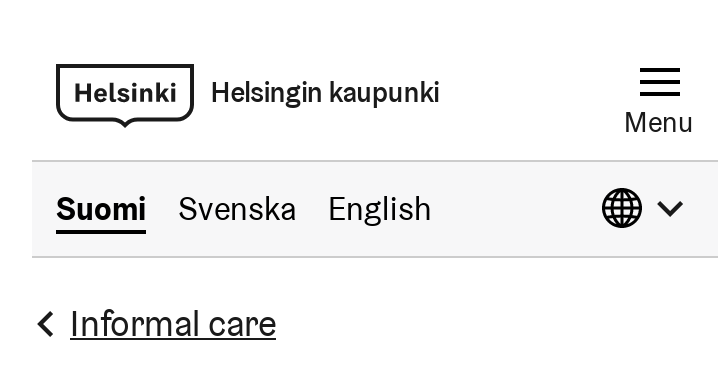 Helsinki Helsingin kaupunki
Menu
Suomi Svenska English
Informal care